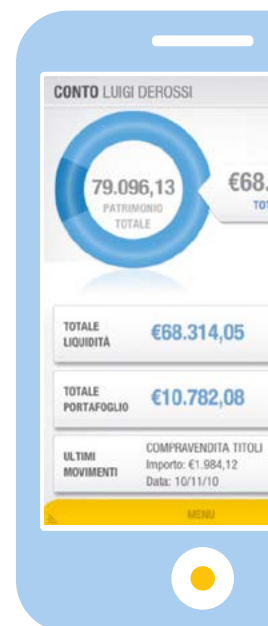 CONTO LUIGI DEROSSI
79.096,13
PATRIMONIO
TOTALE
€68.
TOTALE
LIQUIDITÀ
€68.314,05
TOTALE
PORTAFOGLIO
€10.782,08
ULTIMI
MOVIMENTI
COMPRAVENDITA TITOLI
Importo: €1.984,12
Data: 10/11/10
MENU